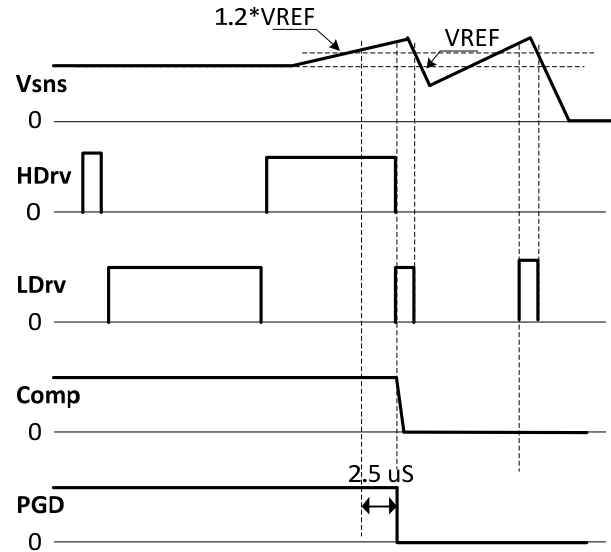 1.2*VREF
VREF
Vsns
0
HDrv
0
LDrv
0
Comp
0
2.5 uS
PGD
0